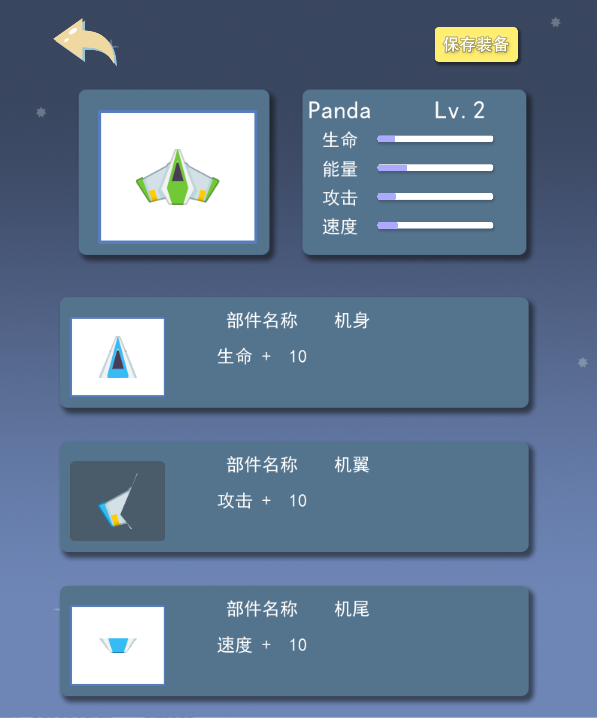 保存装备
Panda Lv.2
生命
能量
攻击
速度
部件名称 机身
生命 + 10
部件名称 机翼
攻击 + 10
部件名称 机尾
速度 + 10